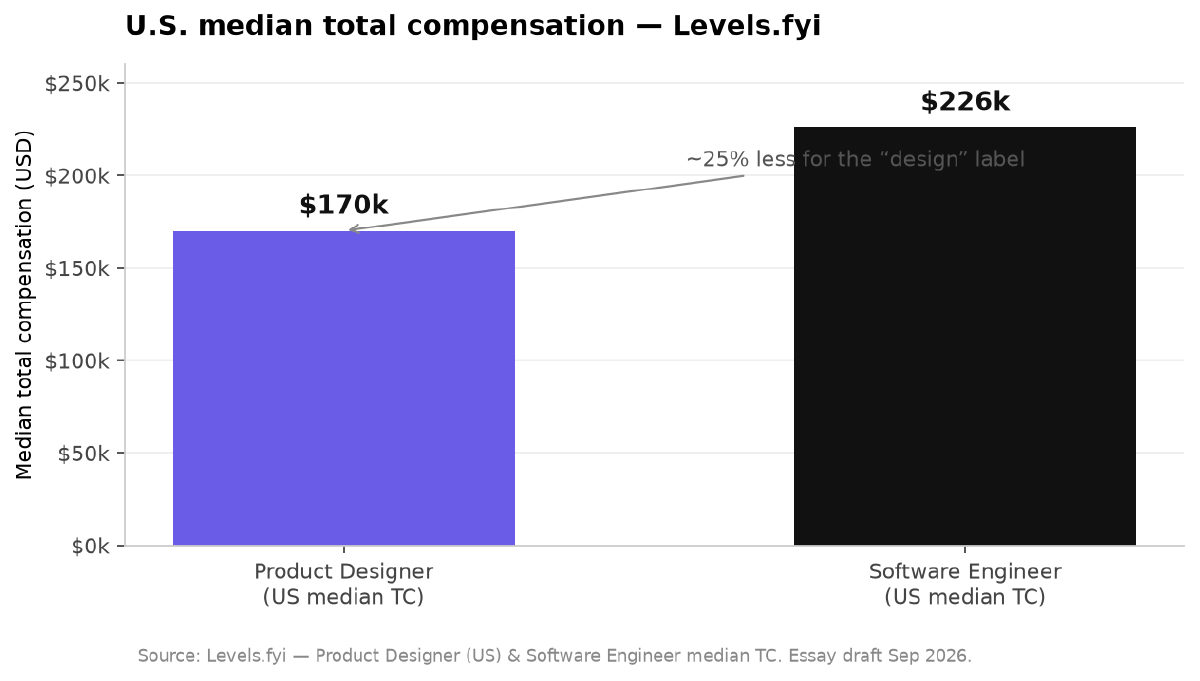 U.S. median total compensation — Levels.fyi
Median total compensation (USD)
$250k
$200k
$150k
$100k
$50k
$0k
$170k
$226k
~25% less for the “design” label
Product Designer
(US median TC)
Software Engineer
(US median TC)
Source: Levels.fyi — Product Designer (US) & Software Engineer median TC. Essay draft Sep 2026.